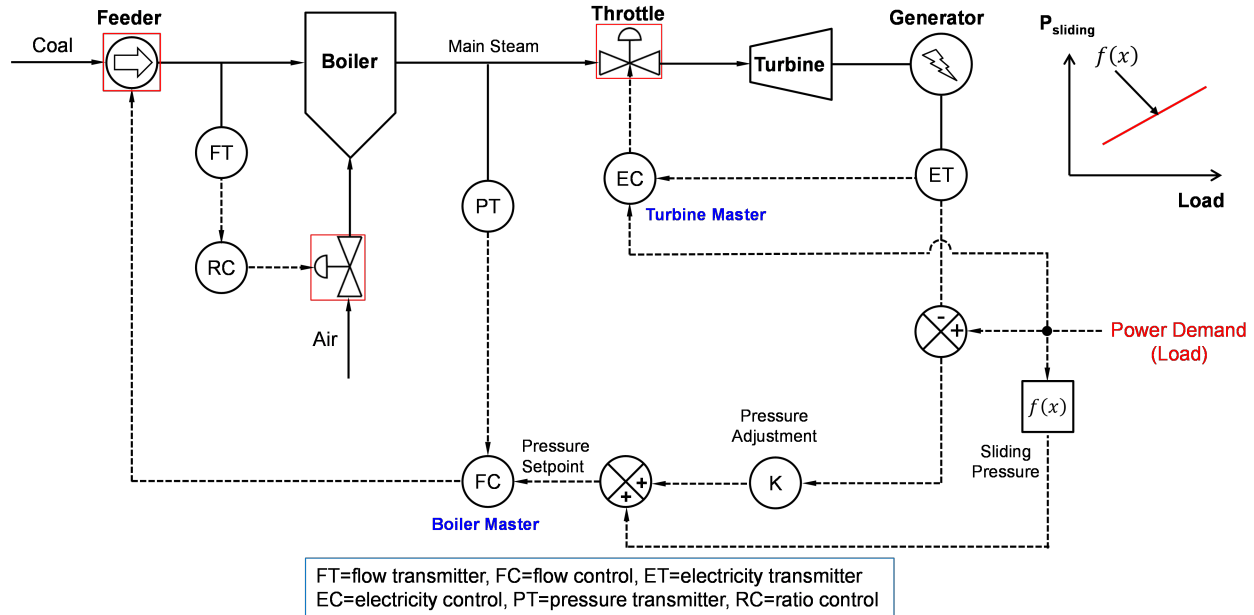 Feeder
Throttle
Generator
P_sliding
Coal
Boiler
Main Steam
Turbine
f(x)
FT
EC
ET
PT
Turbine Master
Load
RC
Air
-
+
Power Demand
(Load)
f(x)
Pressure
Adjustment
Sliding
Pressure
Pressure
Setpoint
FC
+
+
K
Boiler Master
FT=flow transmitter, FC=flow control, ET=electricity transmitter
EC=electricity control, PT=pressure transmitter, RC=ratio control